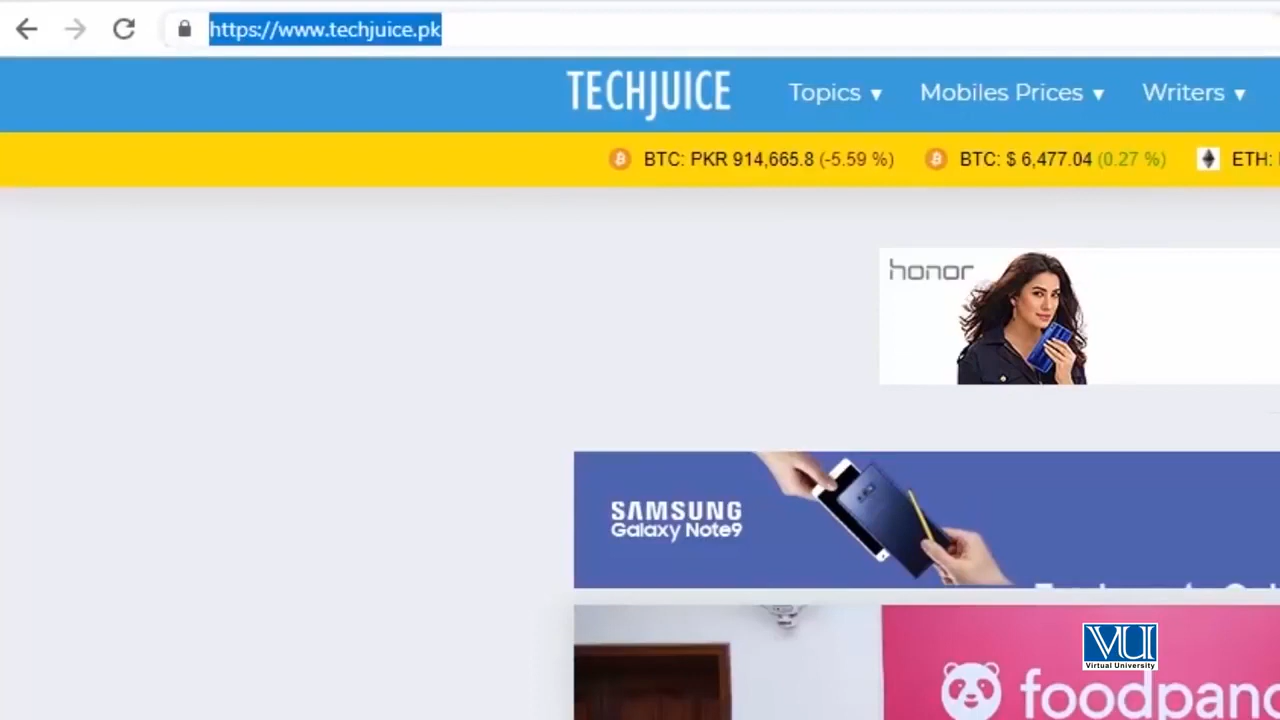 https://www.techjuice.pk
TECHJUICE Topics ▼ Mobiles Prices ▼ Writers ▼
BTC: PKR 914,665.8 (-5.59 %) BTC: $ 6,477.04 (0.27 %) ETH:
honor
SAMSUNG
Galaxy Note9
VU
Virtual University
foodpand